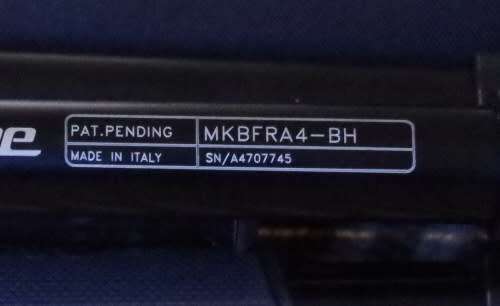 PAT.PENDING MKBFRA4-BH
MADE IN ITALY SN/A4707745